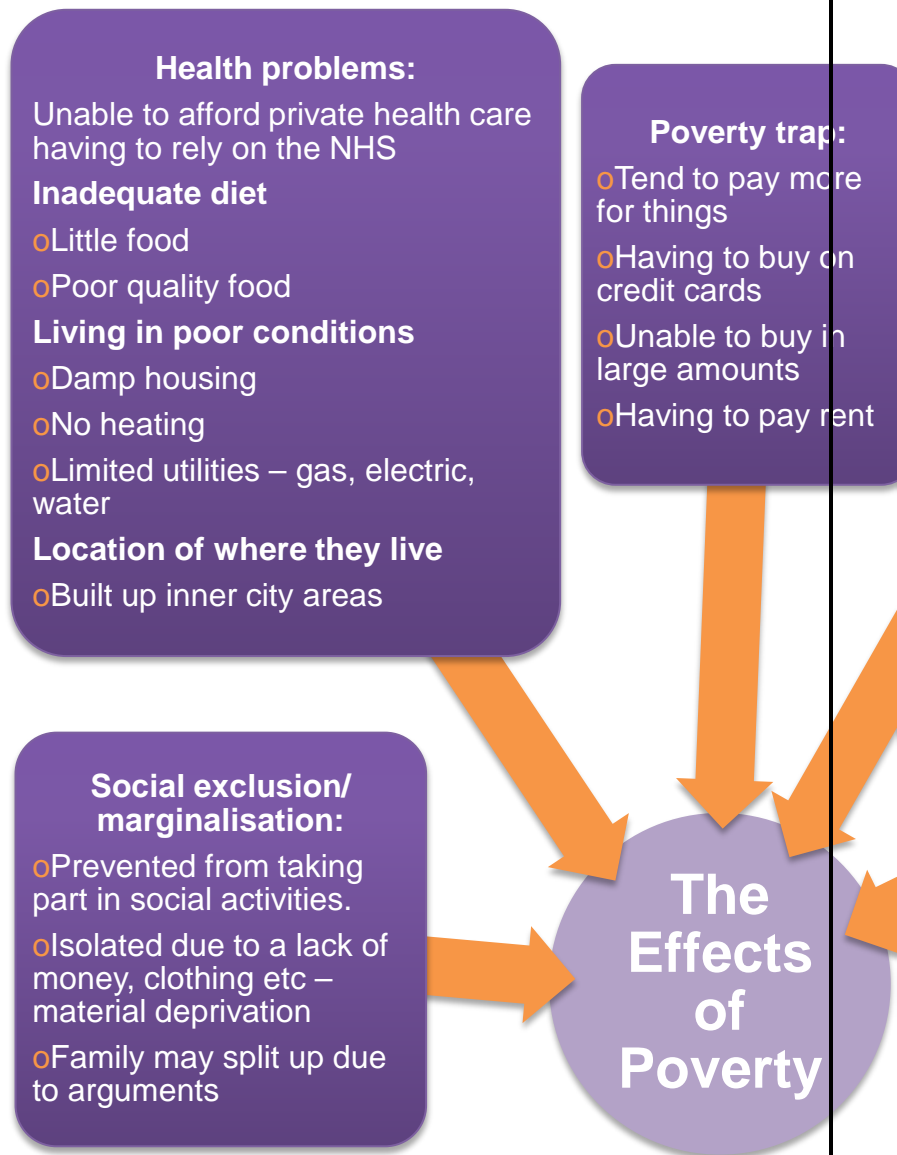 Health problems:
Unable to afford private health care
having to rely on the NHS
Inadequate diet
oLittle food
oPoor quality food
Living in poor conditions
oDamp housing
oNo heating
oLimited utilities – gas, electric,
water
Location of where they live
oBuilt up inner city areas
Poverty trap:
oTend to pay more
for things
oHaving to buy on
credit cards
oUnable to buy in
large amounts
oHaving to pay rent
Social exclusion/
marginalisation:
oPrevented from taking
part in social activities.
oIsolated due to a lack of
money, clothing etc –
material deprivation
oFamily may split up due
to arguments
The
Effects
of
Poverty